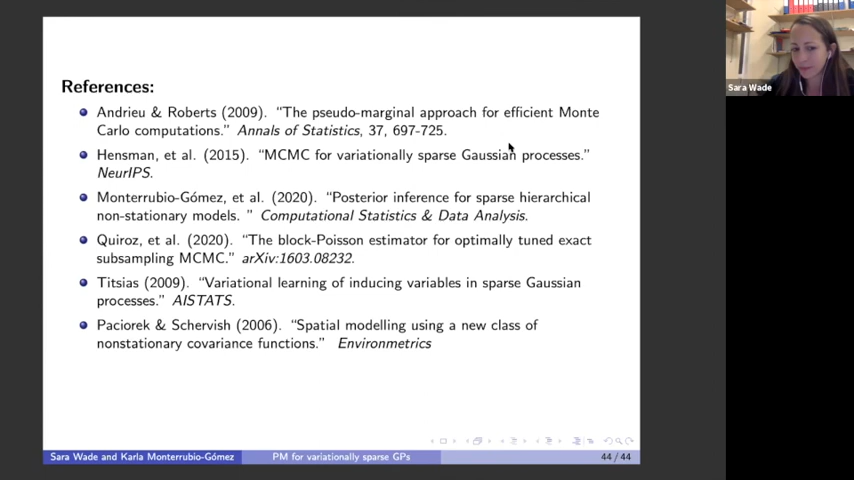 References:
Andrieu & Roberts (2009). “The pseudo-marginal approach for efficient Monte
Carlo computations.” Annals of Statistics, 37, 697-725.
Hensman, et al. (2015). “MCMC for variationally sparse Gaussian processes.”
NeurIPS.
Monterrubio-Gómez, et al. (2020). “Posterior inference for sparse hierarchical
non-stationary models. ” Computational Statistics & Data Analysis.
Quiroz, et al. (2020). “The block-Poisson estimator for optimally tuned exact
subsampling MCMC.” arXiv:1603.08232.
Titsias (2009). “Variational learning of inducing variables in sparse Gaussian
processes.” AISTATS.
Paciorek & Schervish (2006). “Spatial modelling using a new class of
nonstationary covariance functions.” Environmetrics
Sara Wade and Karla Monterrubio-Gómez PM for variationally sparse GPs 44 / 44
Sara Wade